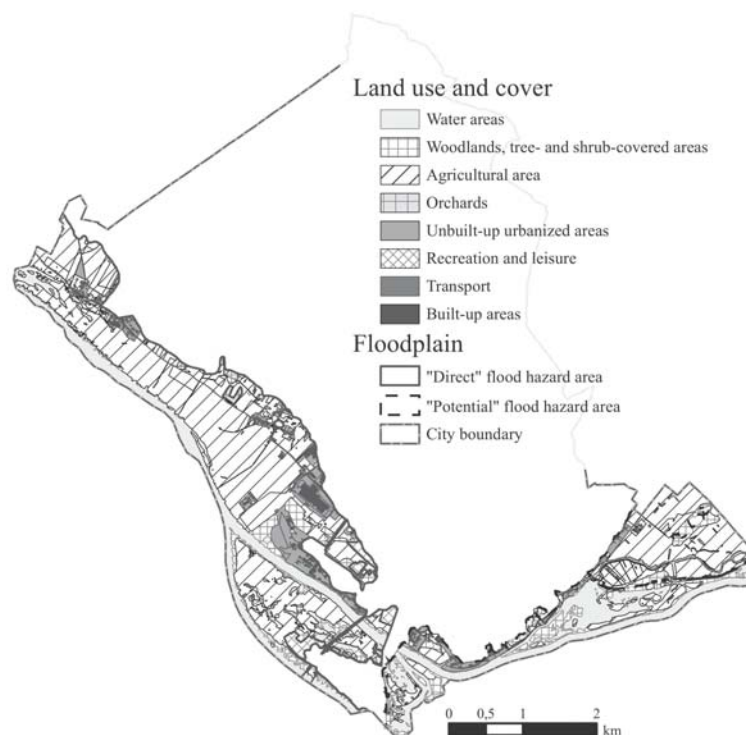 Land use and cover
Water areas
Woodlands, tree- and shrub-covered areas
Agricultural area
Orchards
Unbuilt-up urbanized areas
Recreation and leisure
Transport
Built-up areas
Floodplain
"Direct" flood hazard area
"Potential" flood hazard area
City boundary
0 0,5 1 2
km